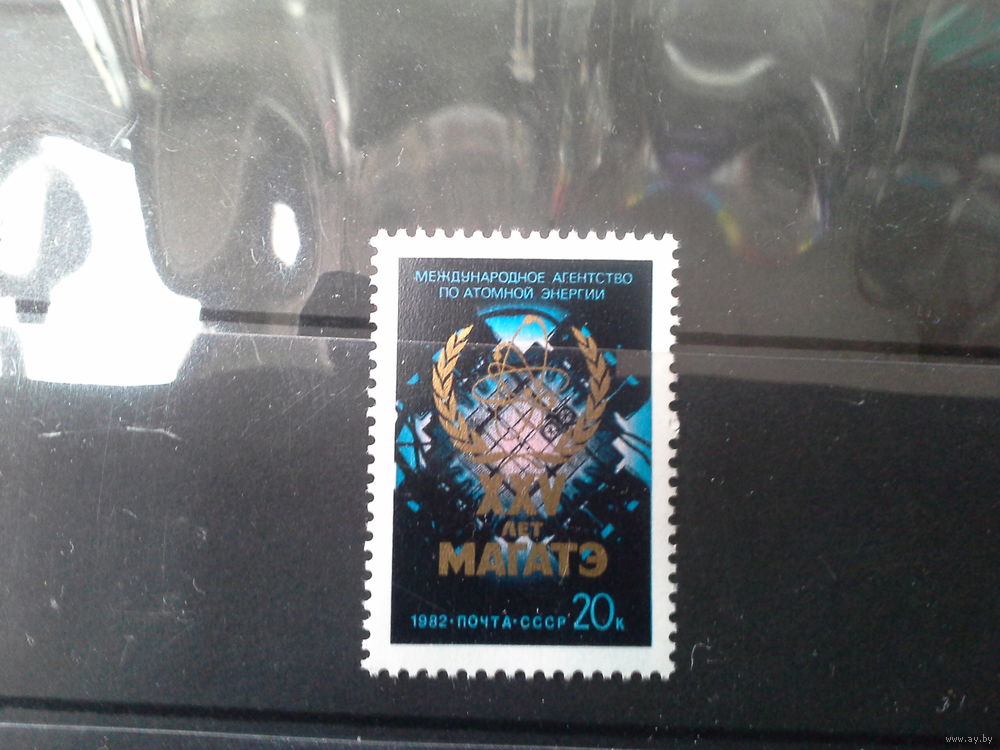 МЕЖДУНАРОДНОЕ АГЕНТСТВО
ПО АТОМНОЙ ЭНЕРГИИ
XXV
ЛЕТ
МАГАТЭ
1982·ПОЧТА·СССР 20к
www.ay.by